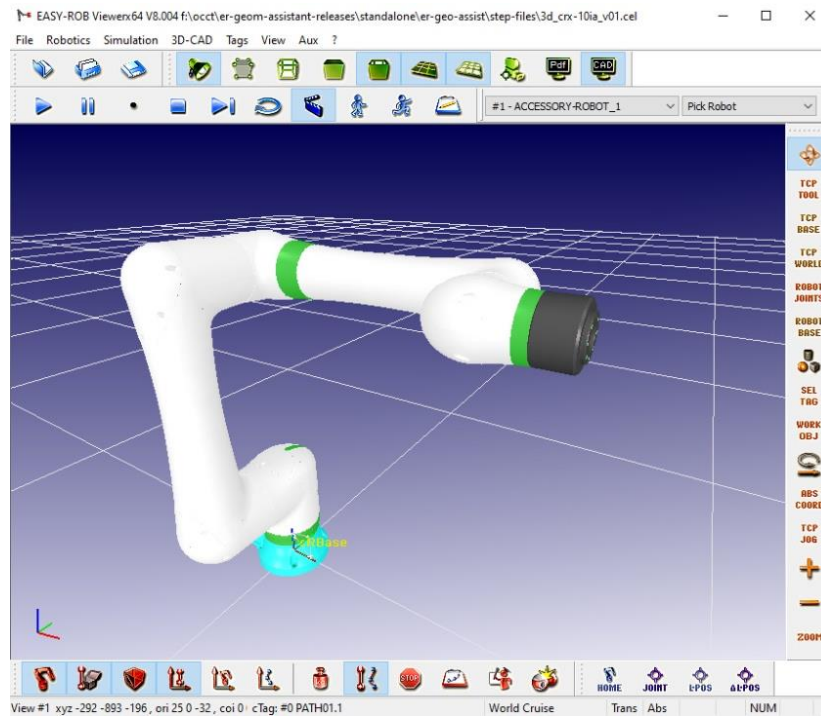 EASY-ROB Viewerx64 V8.004 f:\occt\er-geom-assistant-releases\standalone\er-geo-assist\step-files\3d_crx-10ia_v01.cel
File Robotics Simulation 3D-CAD Tags View Aux ?
Pdf CAD
#1 - ACCESSORY-ROBOT_1 Pick Robot
TCP
TOOL
TCP
BASE
TCP
WORLD
ROBOT
JOINTS
ROBOT
BASE
SEL
TAG
WORK
OBJ
ABS
COORD
TCP
JOG
ZOOM
RBase
STOP
HOME JOINT L-POS ΔL-POS
View #1 xyz -292 -893 -196 , ori 25 0 -32 , coi 0 cTag: #0 PATH01.1 World Cruise Trans Abs NUM